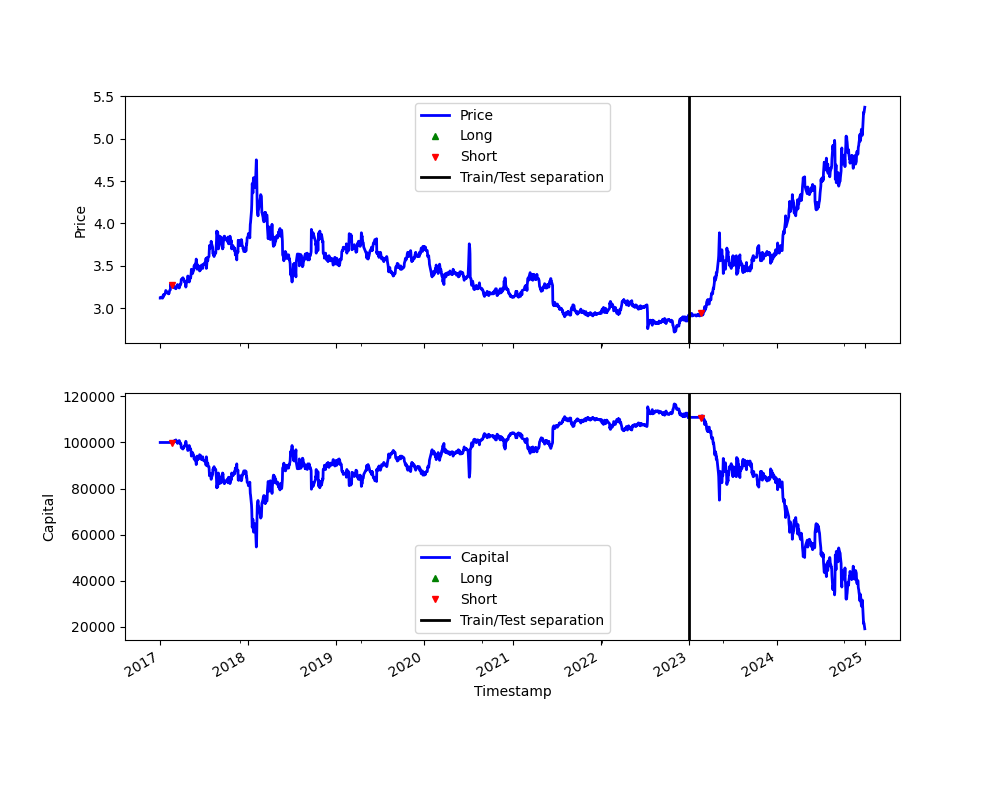 5.5
5.0
4.5
4.0
3.5
3.0
Price
Price
Long
Short
Train/Test separation
120000
100000
80000
60000
40000
20000
Capital
Capital
Long
Short
Train/Test separation
2017
2018
2019
2020
2021
2022
2023
2024
2025
Timestamp